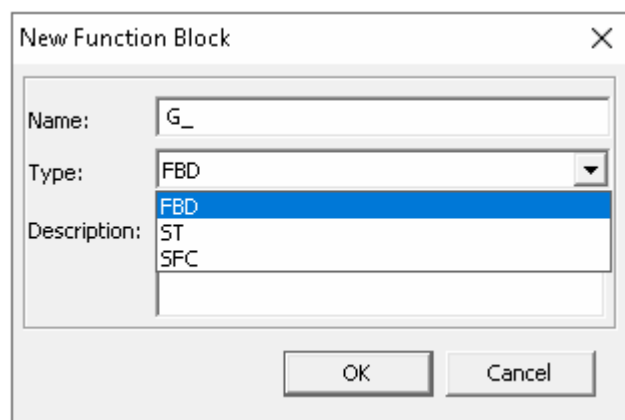 New Function Block
Name:
G_
Type:
FBD
FBD
ST
SFC
Description:
OK
Cancel